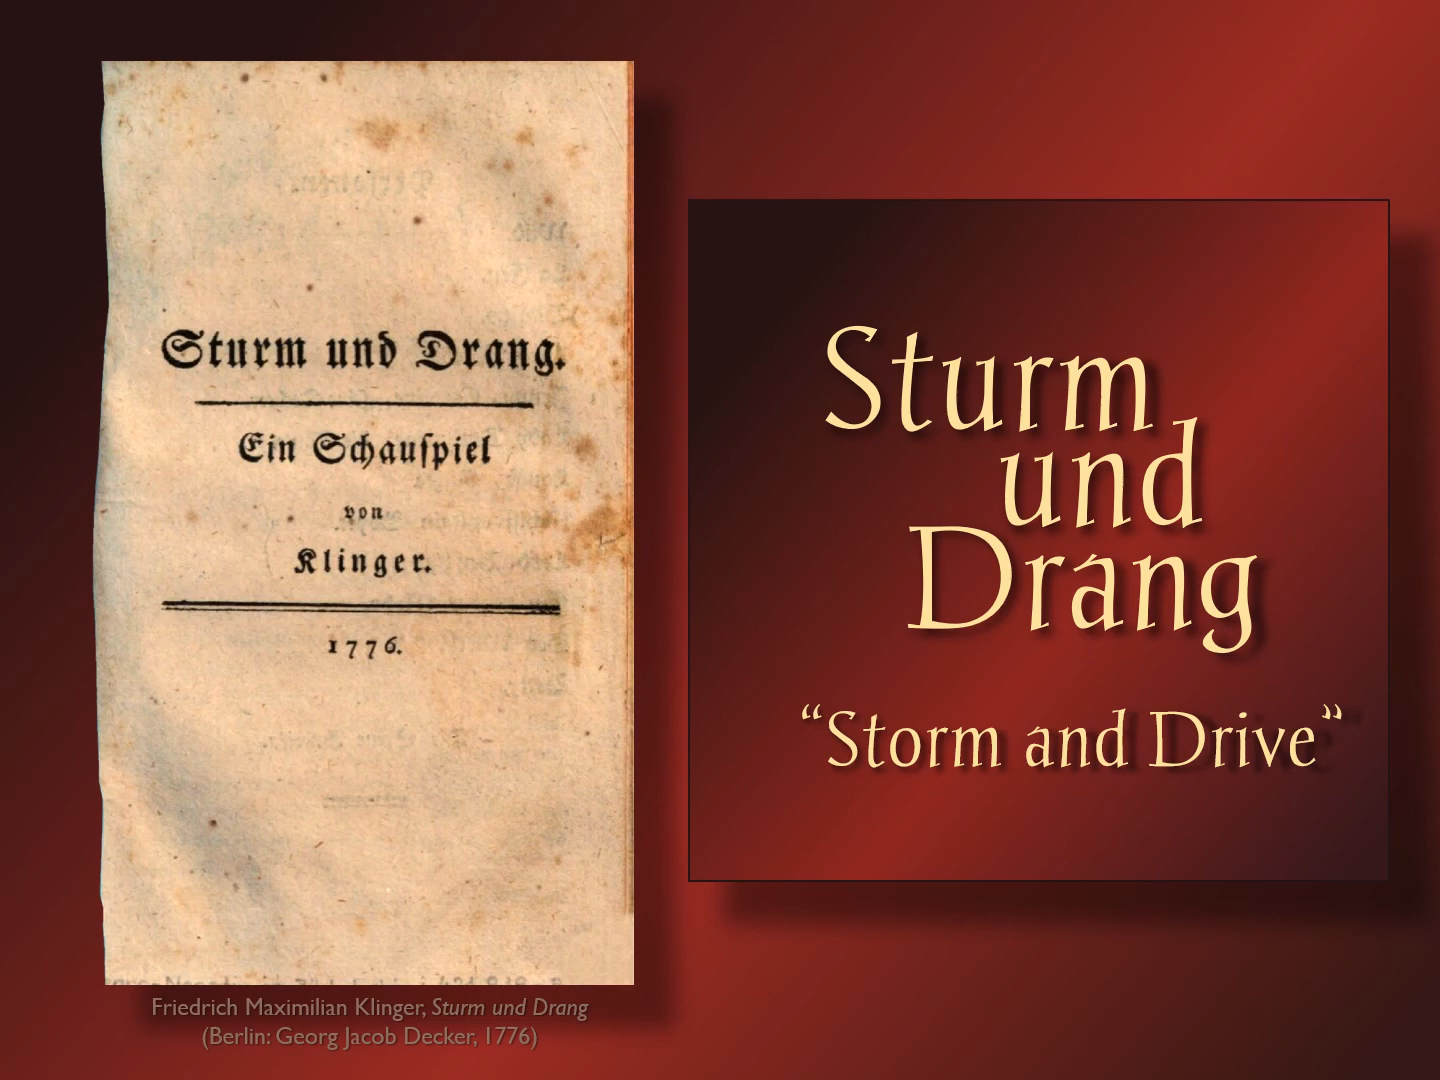 Sturm und Drang.
Ein Schauſpiel
von
Klinger.
1776.
Friedrich Maximilian Klinger, Sturm und Drang
(Berlin: Georg Jacob Decker, 1776)
Sturm
und
Drang
“Storm and Drive”